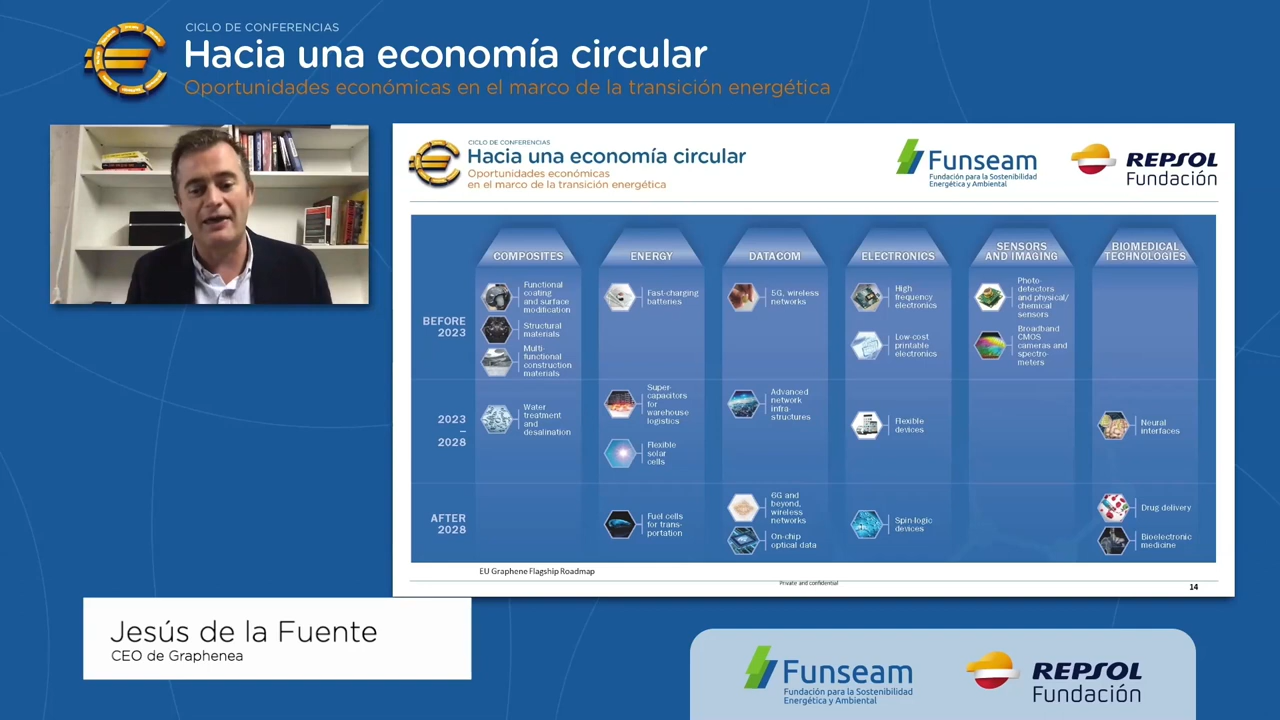 CICLO DE CONFERENCIAS
Hacia una economía circular
Oportunidades económicas en el marco de la transición energética
CICLO DE CONFERENCIAS
Hacia una economía circular
Oportunidades económicas
en el marco de la transición energética
Funseam
Fundación para la Sostenibilidad
Energética y Ambiental
REPSOL
Fundación
COMPOSITES
ENERGY
DATACOM
ELECTRONICS
SENSORS
AND IMAGING
BIOMEDICAL
TECHNOLOGIES
BEFORE
2023
Functional
coating
and surface
modification
Structural
materials
Multi-
functional
construction
materials
Fast-charging
batteries
5G, wireless
networks
High
frequency
electronics
Low-cost
printable
electronics
Photo-
detectors
and physical/
chemical
sensors
Broadband
CMOS
cameras and
spectro-
meters
2023
–
2028
Water
treatment
and
desalination
Super-
capacitors
for
warehouse
logistics
Flexible
solar
cells
Advanced
network
infra-
structures
Flexible
devices
Neural
interfaces
AFTER
2028
Fuel cells
for trans-
portation
6G and
beyond,
wireless
networks
On-chip
optical data
Spin-logic
devices
Drug delivery
Bioelectronic
medicine
EU Graphene Flagship Roadmap
Private and confidential
14
Jesús de la Fuente
CEO de Graphenea
Funseam
Fundación para la Sostenibilidad
Energética y Ambiental
REPSOL
Fundación